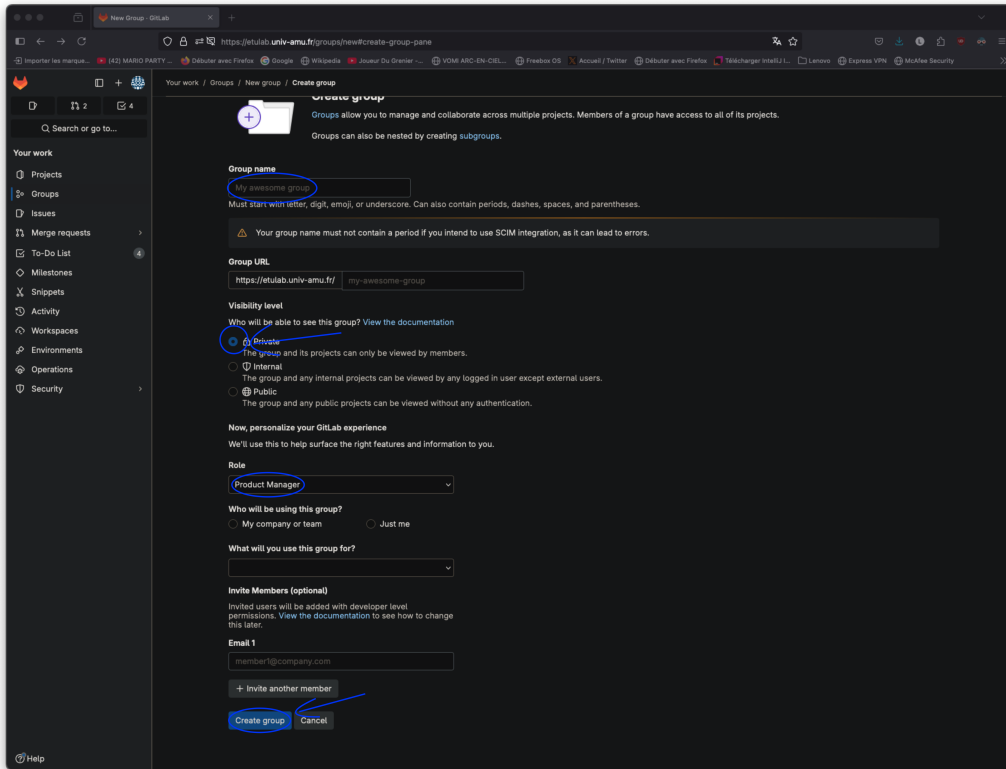 New Group · GitLab
https://etulab.univ-amu.fr/groups/new#create-group-pane
Importer les marque...
(42) MARIO PARTY ...
Débuter avec Firefox
Google
Wikipedia
Joueur Du Grenier -...
VOMI ARC-EN-CIEL...
Freebox OS
Accueil / Twitter
Débuter avec Firefox
Télécharger IntelliJ I...
Lenovo
Express VPN
McAfee Security
2
4
Search or go to...
Your work
Projects
Groups
Issues
Merge requests
To-Do List
4
Milestones
Snippets
Activity
Workspaces
Environments
Operations
Security
Help
Your work / Groups / New group / Create group
Create group
Groups allow you to manage and collaborate across multiple projects. Members of a group have access to all of its projects.
Groups can also be nested by creating subgroups.
Group name
My awesome group
Must start with letter, digit, emoji, or underscore. Can also contain periods, dashes, spaces, and parentheses.
Your group name must not contain a period if you intend to use SCIM integration, as it can lead to errors.
Group URL
https://etulab.univ-amu.fr/ my-awesome-group
Visibility level
Who will be able to see this group? View the documentation
Private
The group and its projects can only be viewed by members.
Internal
The group and any internal projects can be viewed by any logged in user except external users.
Public
The group and any public projects can be viewed without any authentication.
Now, personalize your GitLab experience
We'll use this to help surface the right features and information to you.
Role
Product Manager
Who will be using this group?
My company or team Just me
What will you use this group for?
Invite Members (optional)
Invited users will be added with developer level
permissions. View the documentation to see how to change
this later.
Email 1
member1@company.com
+ Invite another member
Create group Cancel